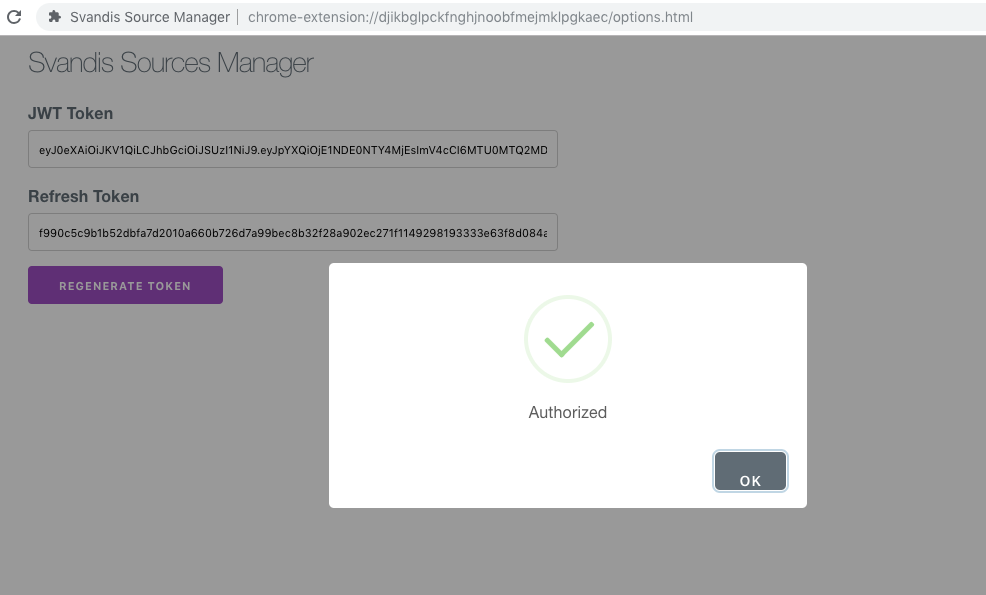 Svandis Source Manager
chrome-extension://djikbglpckfnghjnoobfmejmklpgkaec/options.html
Svandis Sources Manager
JWT Token
eyJ0eXAiOiJKV1QiLCJhbGciOiJSUzI1NiJ9.eyJpYXQiOjE1NDE0NTY4MjEsImV4cCI6MTU0MTQ2MD
Refresh Token
f990c5c9b1b52dbfa7d2010a660b726d7a99bec8b32f28a902ec271f1149298193333e63f8d084a
REGENERATE TOKEN
Authorized
OK